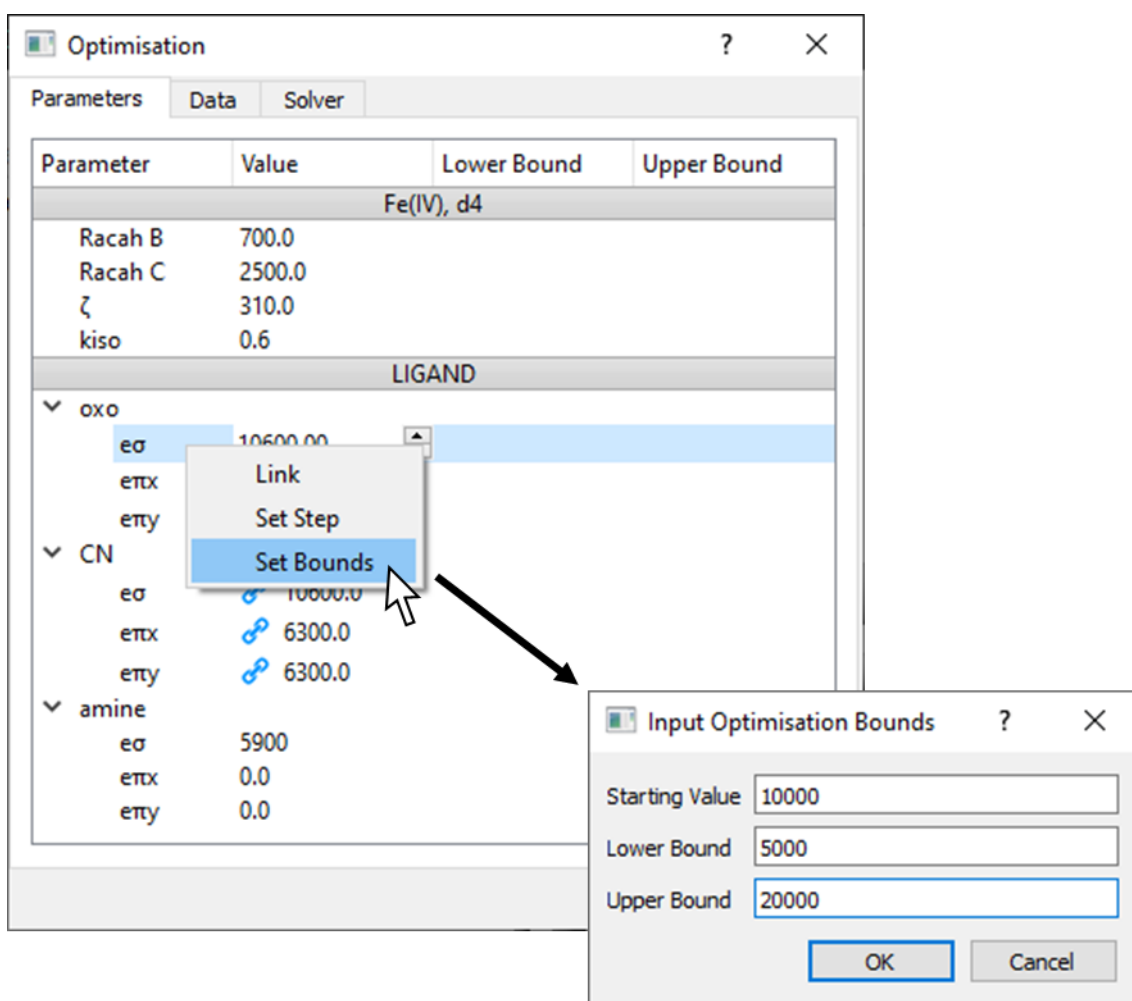 Optimisation ?
Parameters Data Solver
Parameter Value Lower Bound Upper Bound
Fe(IV), d4
Racah B 700.0
Racah C 2500.0
ζ 310.0
kiso 0.6
LIGAND
oxo
eσ 10600.00
eπx
eπy
Link
Set Step
Set Bounds
CN
eσ 10600.0
eπx 6300.0
eπy 6300.0
amine
eσ 5900
eπx 0.0
eπy 0.0
Input Optimisation Bounds ?
Starting Value 10000
Lower Bound 5000
Upper Bound 20000
OK Cancel